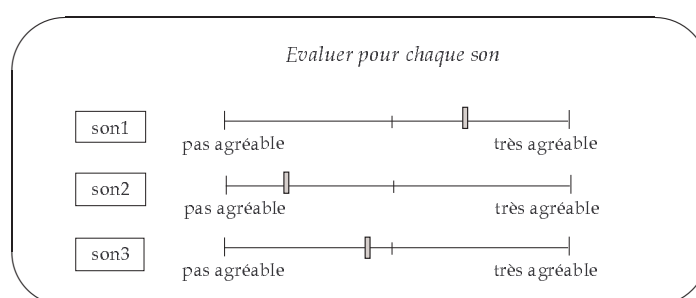 Evaluer pour chaque son
son1
pas agréable très agréable
son2
pas agréable très agréable
son3
pas agréable très agréable